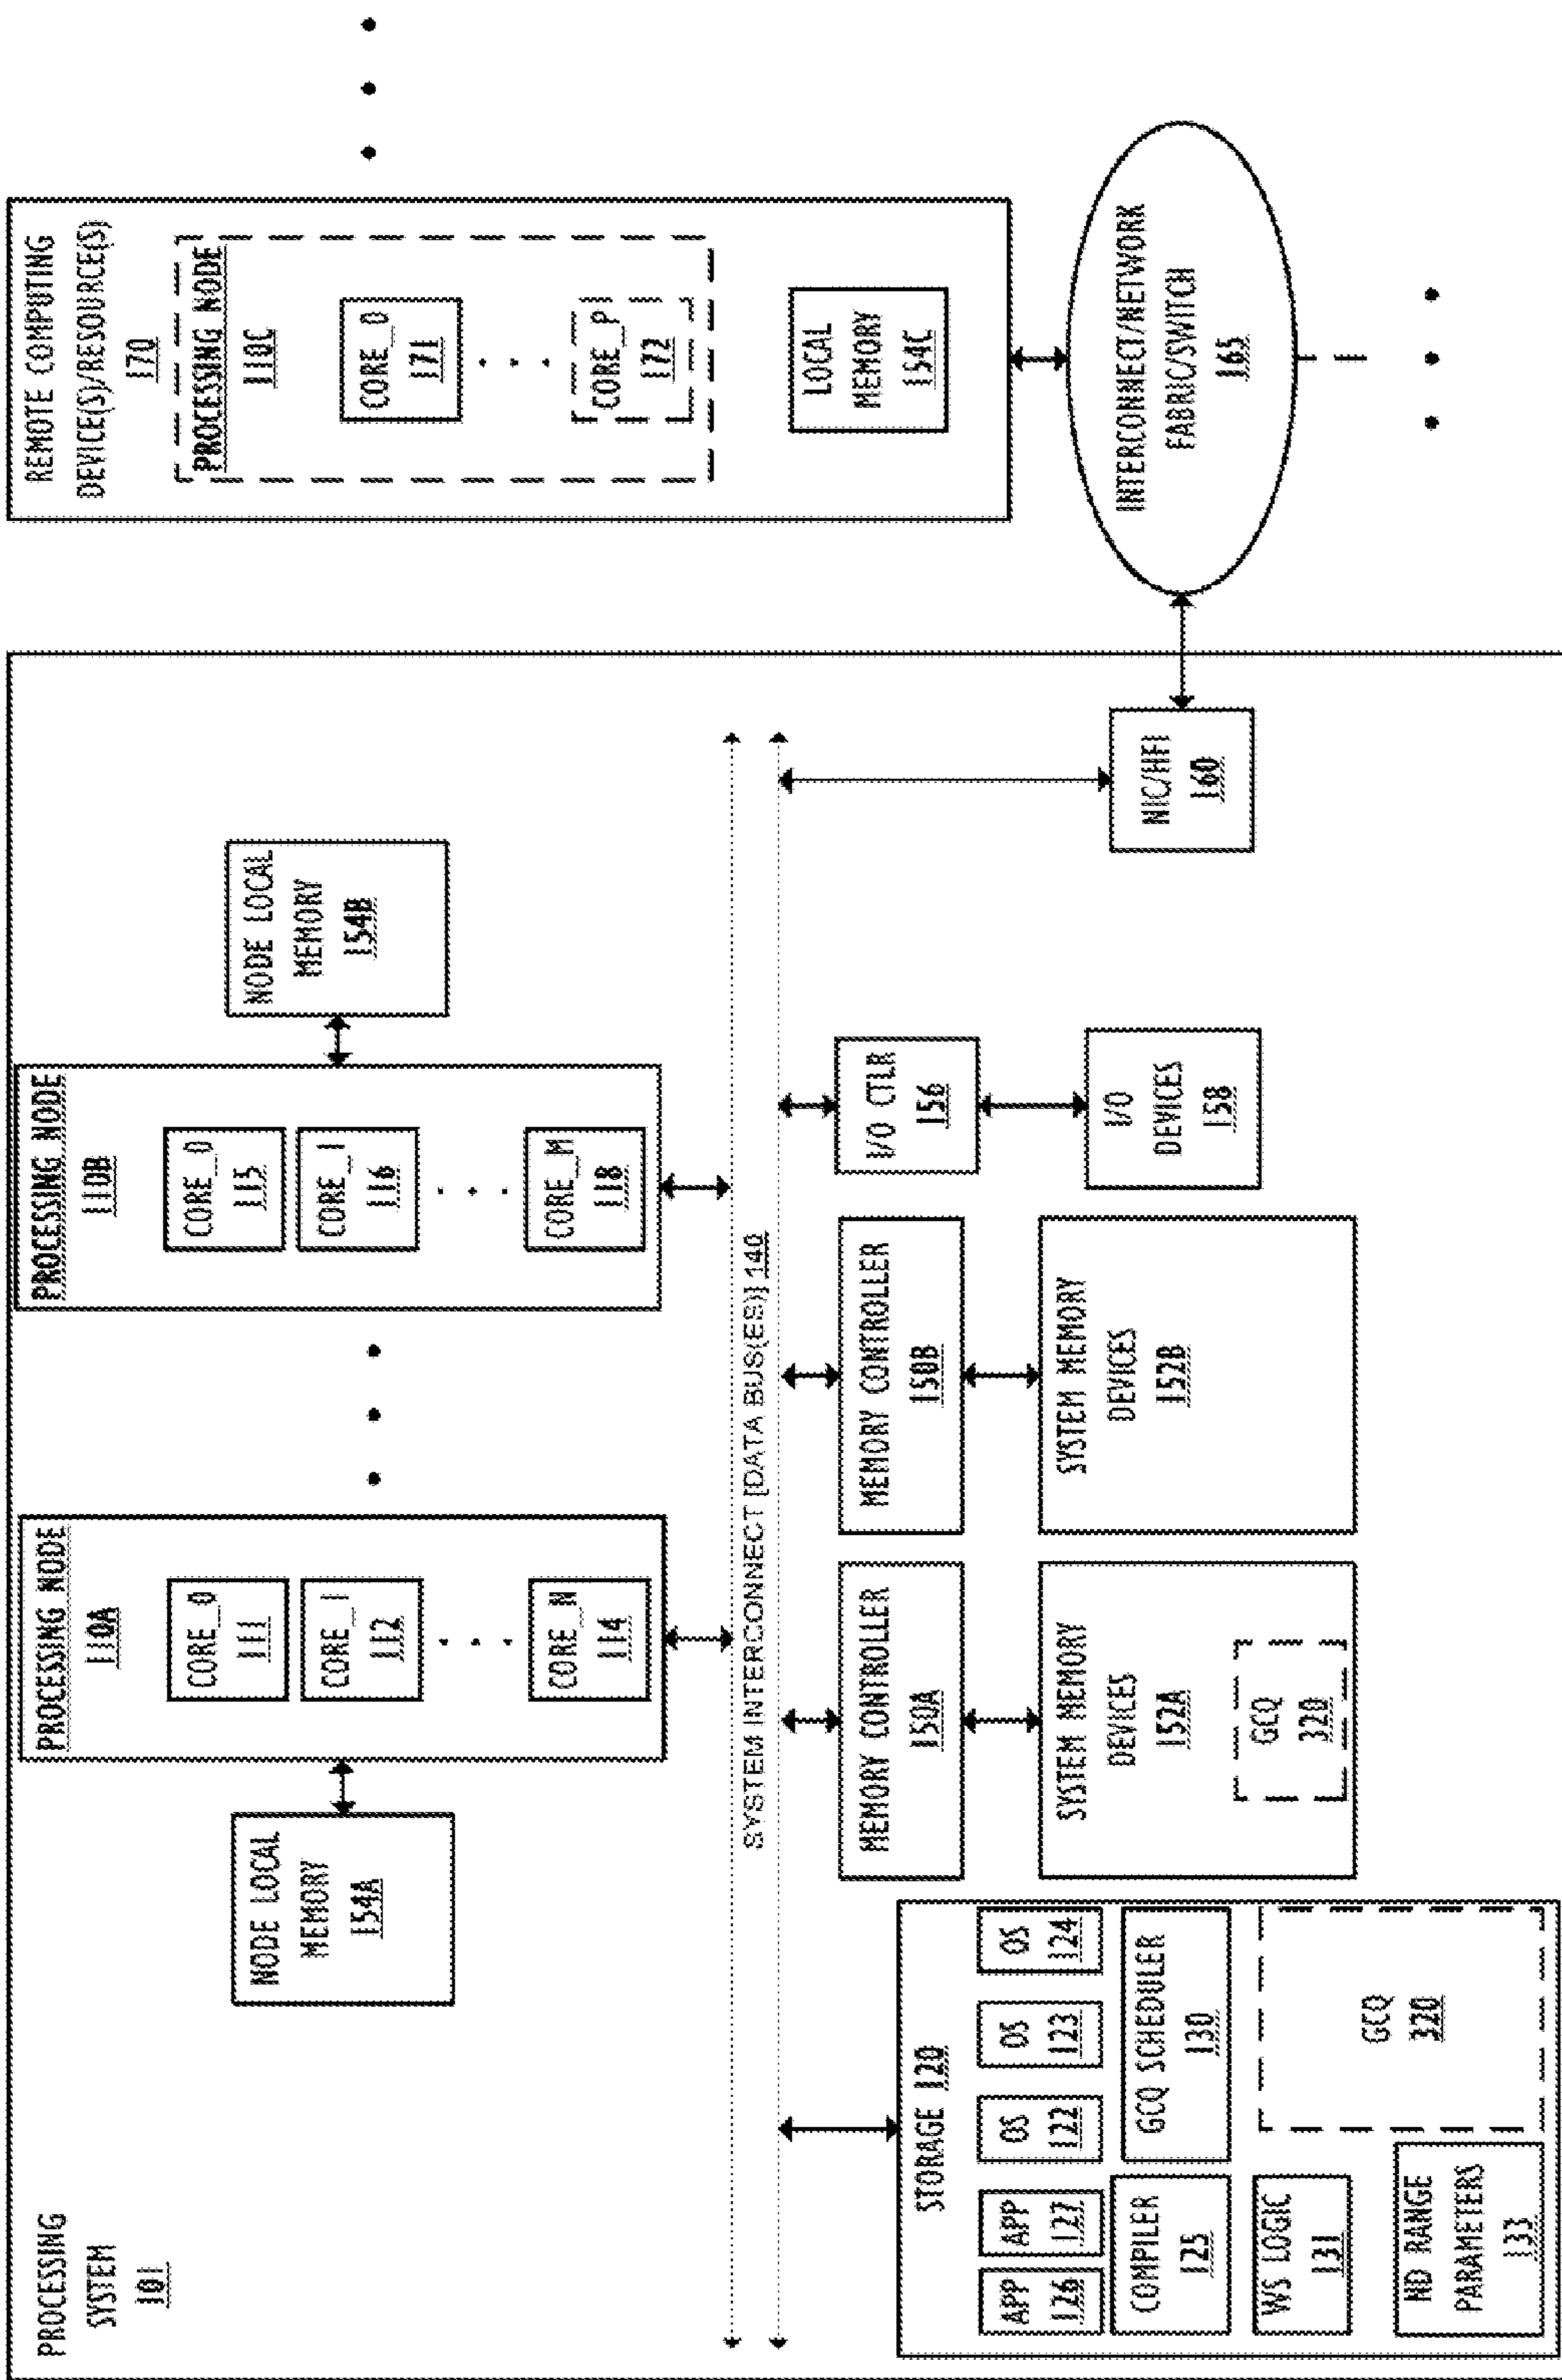 PROCESSING
SYSTEM
101
NODE LOCAL
MEMORY
154A
PROCESSING NODE
110A
CORE_0
111
CORE_1
112
CORE_N
114
PROCESSING NODE
110B
CORE_0
115
CORE_1
116
CORE_M
118
NODE LOCAL
MEMORY
154B
SYSTEM INTERCONNECT [DATA BUS(ES)] 140
STORAGE 120
APP
126
APP
127
OS
122
OS
123
OS
124
COMPILER
125
GCQ SCHEDULER
130
WS LOGIC
131
ND RANGE
PARAMETERS
133
GCQ
320
MEMORY CONTROLLER
150A
SYSTEM MEMORY
DEVICES
152A
GCQ
320
MEMORY CONTROLLER
150B
SYSTEM MEMORY
DEVICES
152B
I/O CTLR
156
I/O
DEVICES
158
NIC/HFI
160
REMOTE COMPUTING
DEVICE(S)/RESOURCE(S)
170
PROCESSING NODE
110C
CORE_0
171
CORE_P
172
LOCAL
MEMORY
154C
INTERCONNECT/NETWORK
FABRIC/SWITCH
165